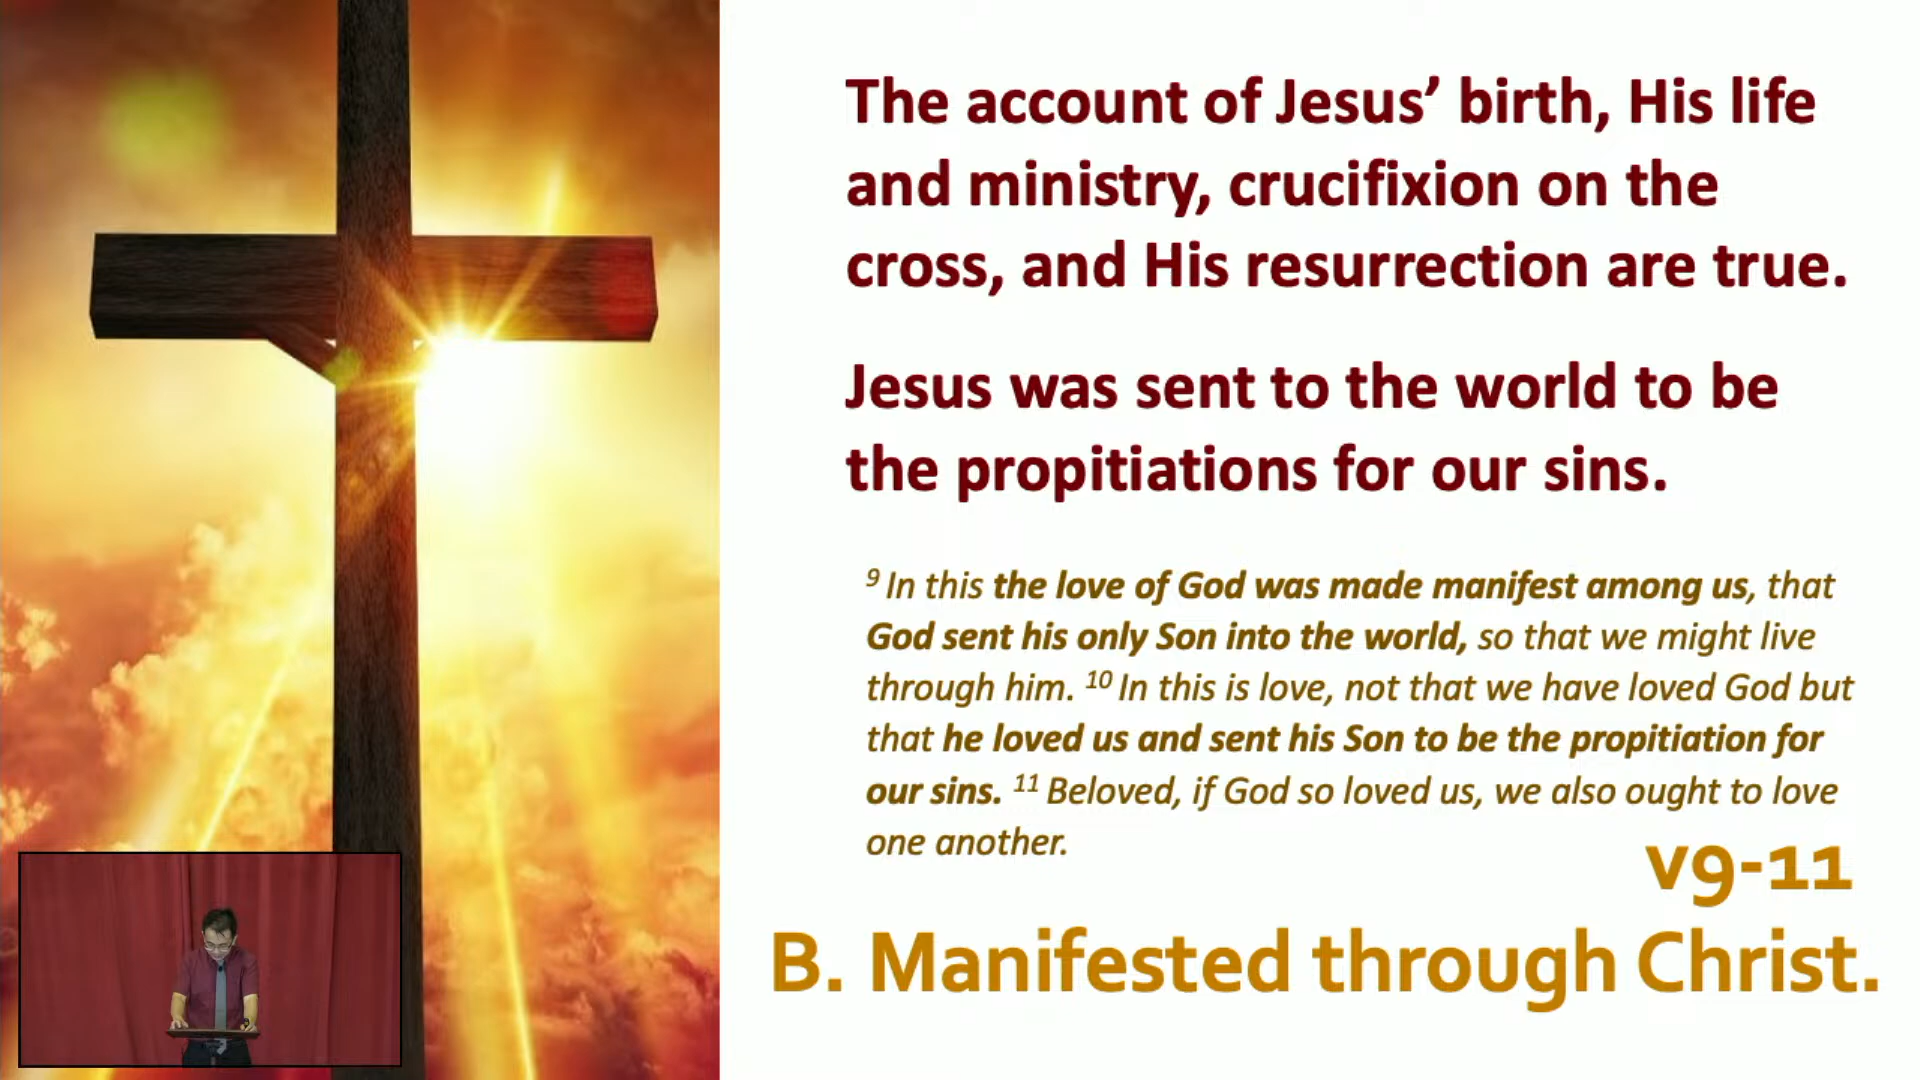 The account of Jesus’ birth, His life
and ministry, crucifixion on the
cross, and His resurrection are true.
Jesus was sent to the world to be
the propitiations for our sins.
9 In this the love of God was made manifest among us, that
God sent his only Son into the world, so that we might live
through him. 10 In this is love, not that we have loved God but
that he loved us and sent his Son to be the propitiation for
our sins. 11 Beloved, if God so loved us, we also ought to love
one another.
v9-11
B. Manifested through Christ.